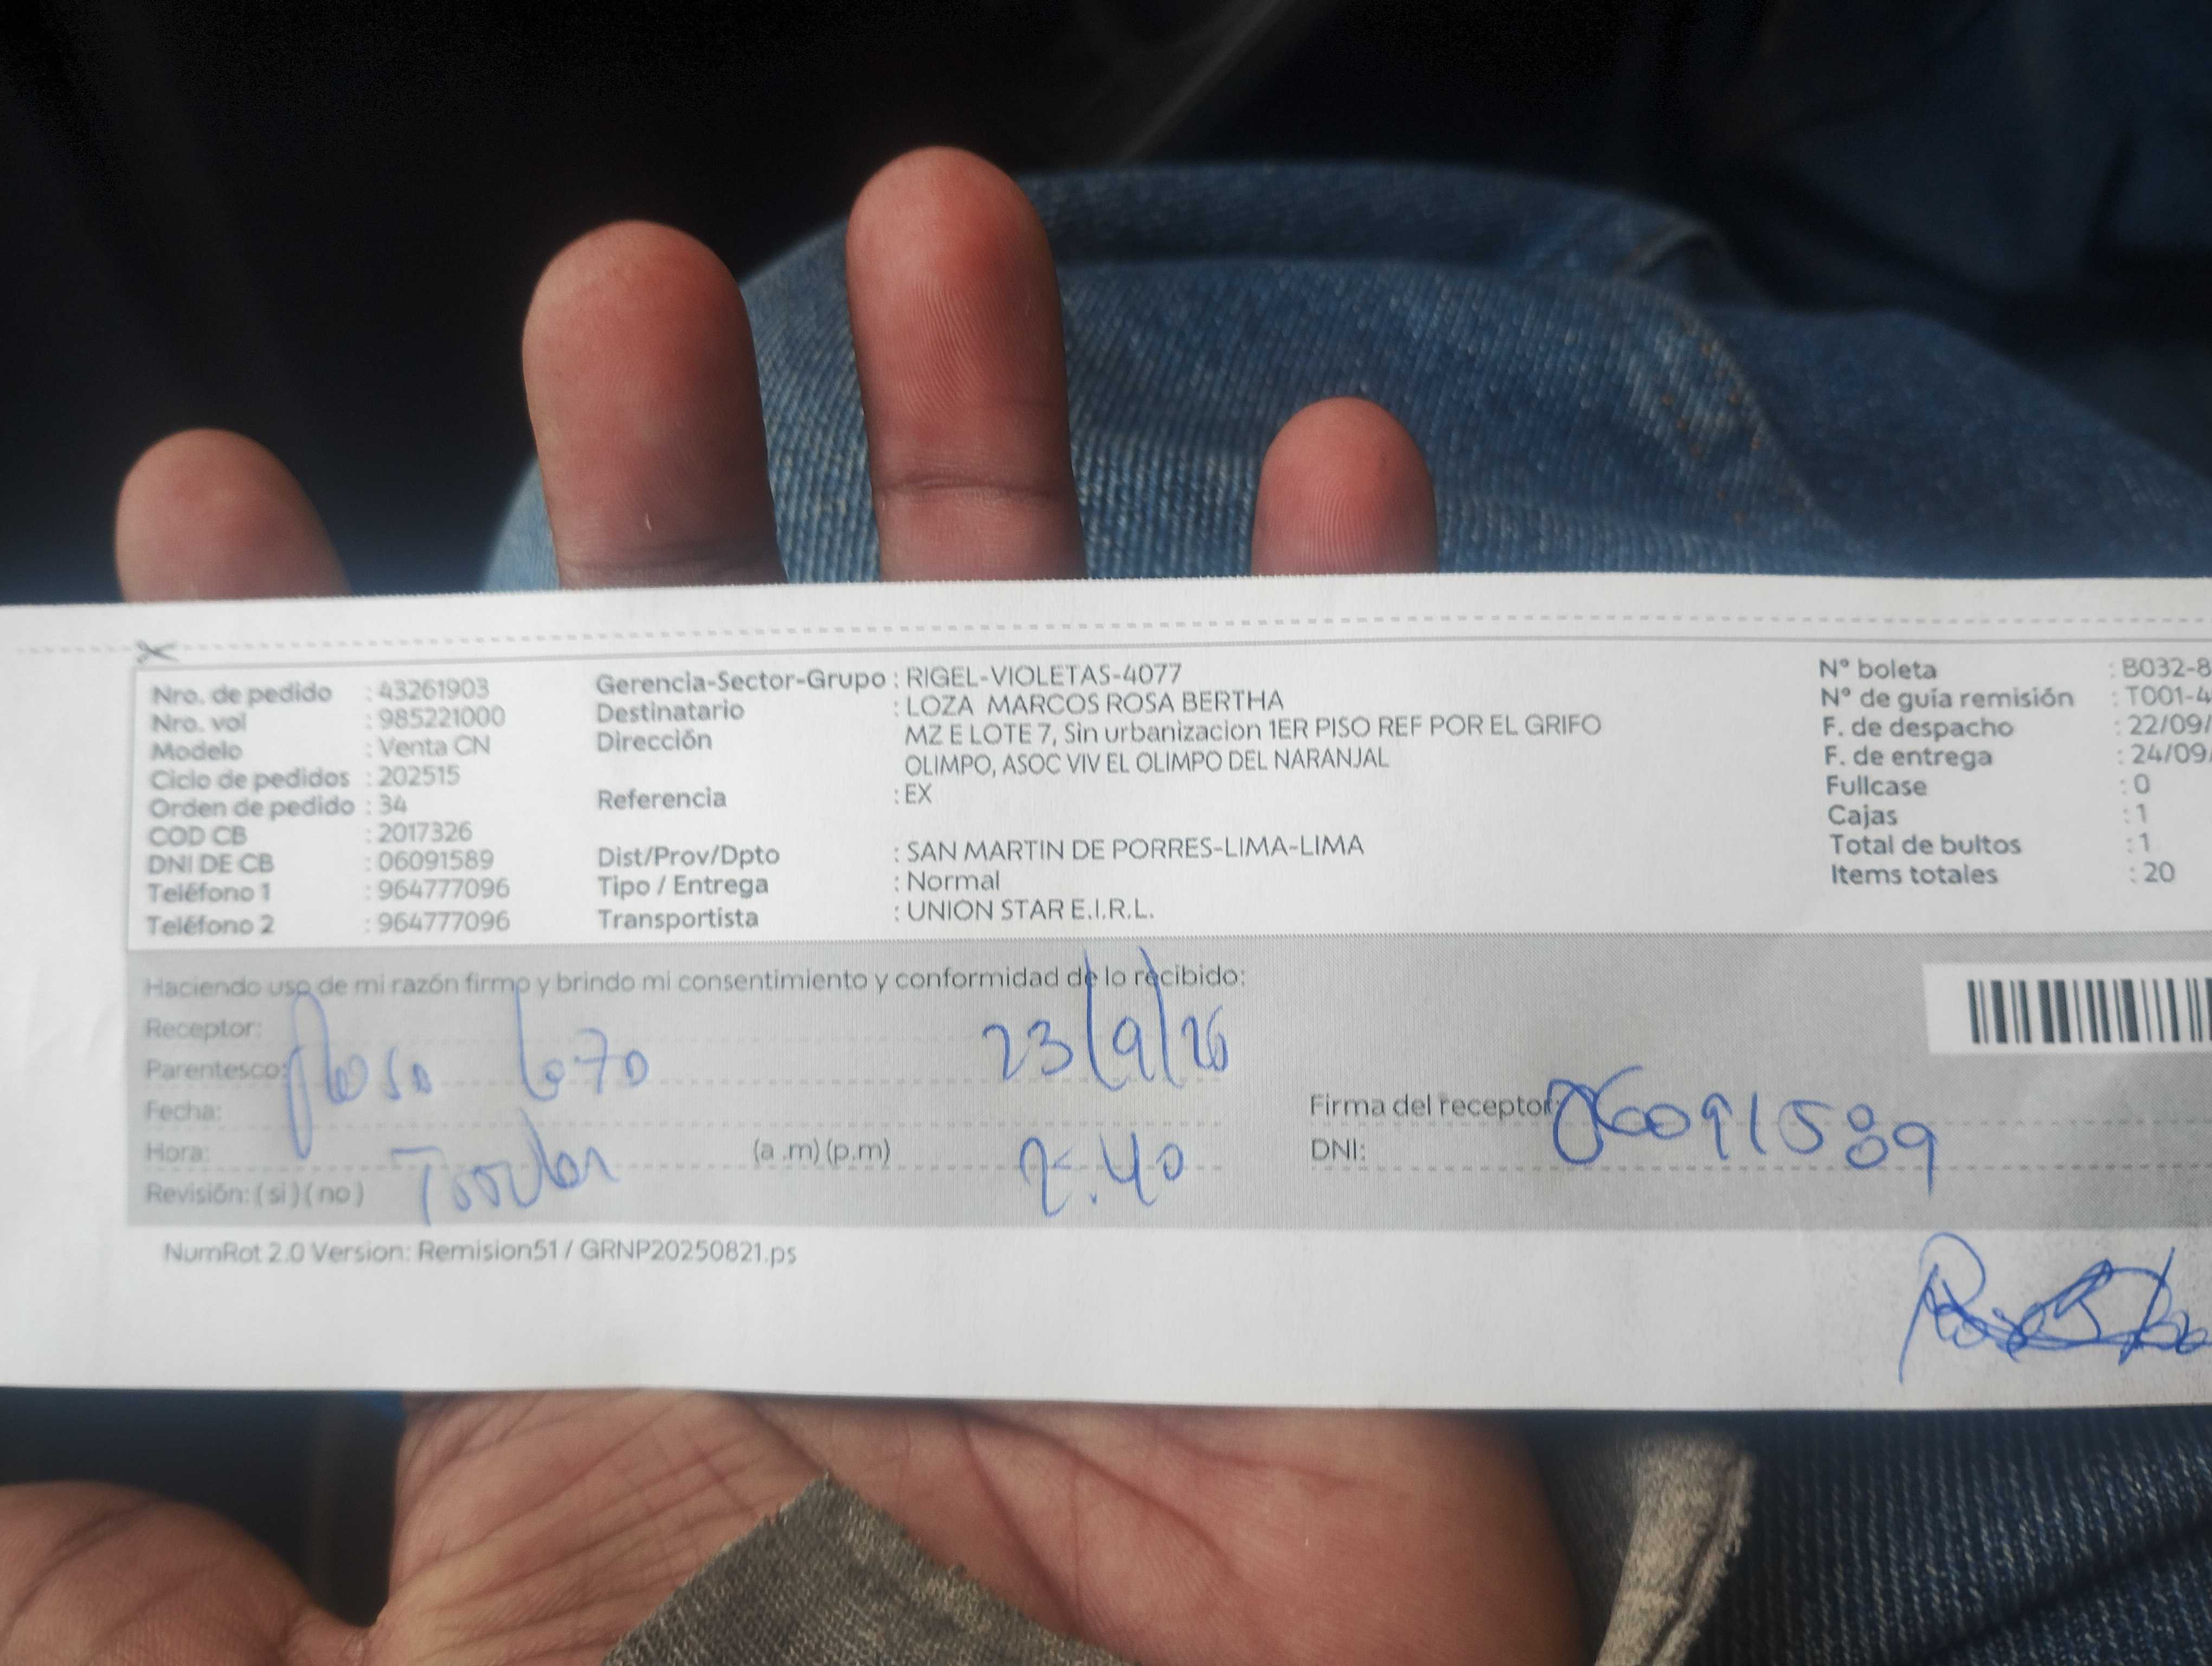 Nro. de pedido : 43261903
Nro. vol : 985221000
Modelo : Venta CN
Ciclo de pedidos : 202515
Orden de pedido : 34
COD CB : 2017326
DNI DE CB : 06091589
Teléfono 1 : 964777096
Teléfono 2 : 964777096
Gerencia-Sector-Grupo : RIGEL-VIOLETAS-4077
Destinatario : LOZA MARCOS ROSA BERTHA
Dirección MZ E LOTE 7, Sin urbanizacion 1ER PISO REF POR EL GRIFO
OLIMPO, ASOC VIV EL OLIMPO DEL NARANJAL
Referencia : EX
Dist/Prov/Dpto : SAN MARTIN DE PORRES-LIMA-LIMA
Tipo / Entrega : Normal
Transportista : UNION STAR E.I.R.L.
Nº boleta : B032-8
Nº de guía remisión : T001-4
F. de despacho : 22/09/
F. de entrega : 24/09/
Fullcase : 0
Cajas : 1
Total de bultos : 1
Items totales : 20
Haciendo uso de mi razón firmo y brindo mi consentimiento y conformidad de lo recibido:
Receptor:
Parentesco: Rosa Loza 23/9/
Fecha:
Hora: (a .m) (p.m) 2.40
Revisión: ( si ) ( no )
Firma del receptor: 06091589
DNI:
NumRot 2.0 Version: Remision51 / GRNP20250821.ps